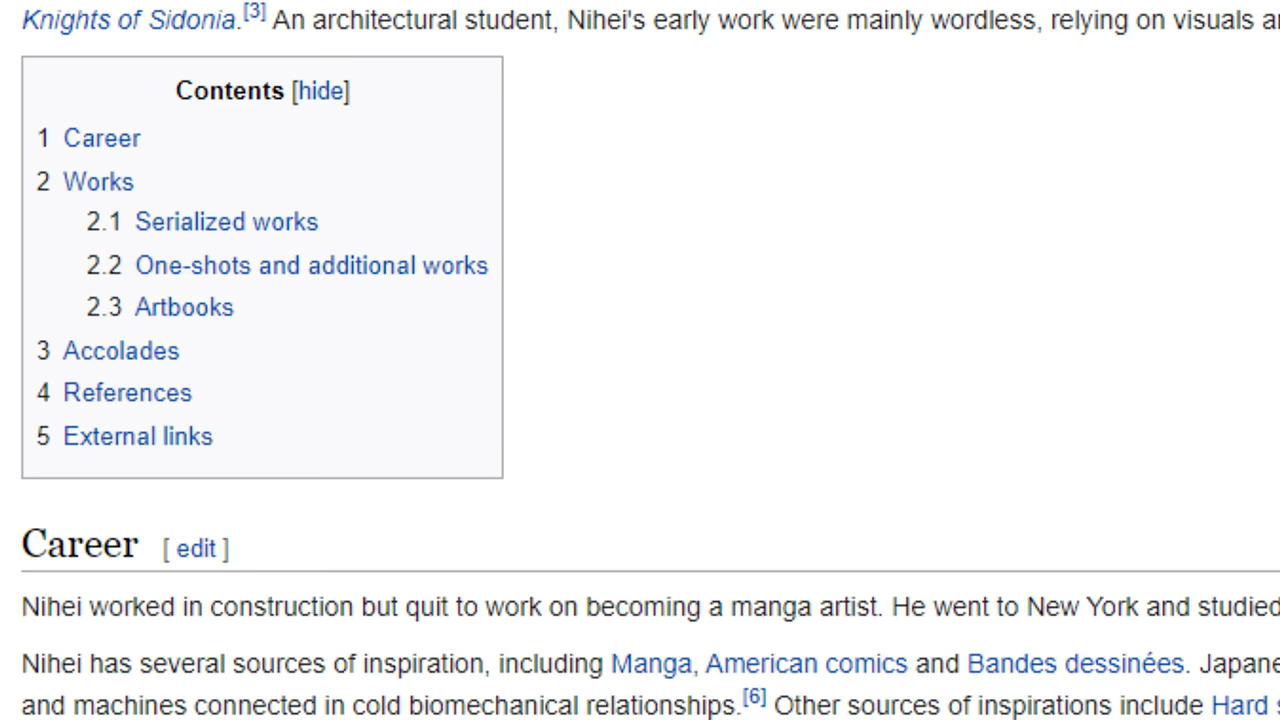 Knights of Sidonia.[3] An architectural student, Nihei's early work were mainly wordless, relying on visuals
Contents [hide]
1 Career
2 Works
2.1 Serialized works
2.2 One-shots and additional works
2.3 Artbooks
3 Accolades
4 References
5 External links
Career [ edit ]
Nihei worked in construction but quit to work on becoming a manga artist. He went to New York and studied
Nihei has several sources of inspiration, including Manga, American comics and Bandes dessinées.
and machines connected in cold biomechanical relationships.[6] Other sources of inspirations include Hard